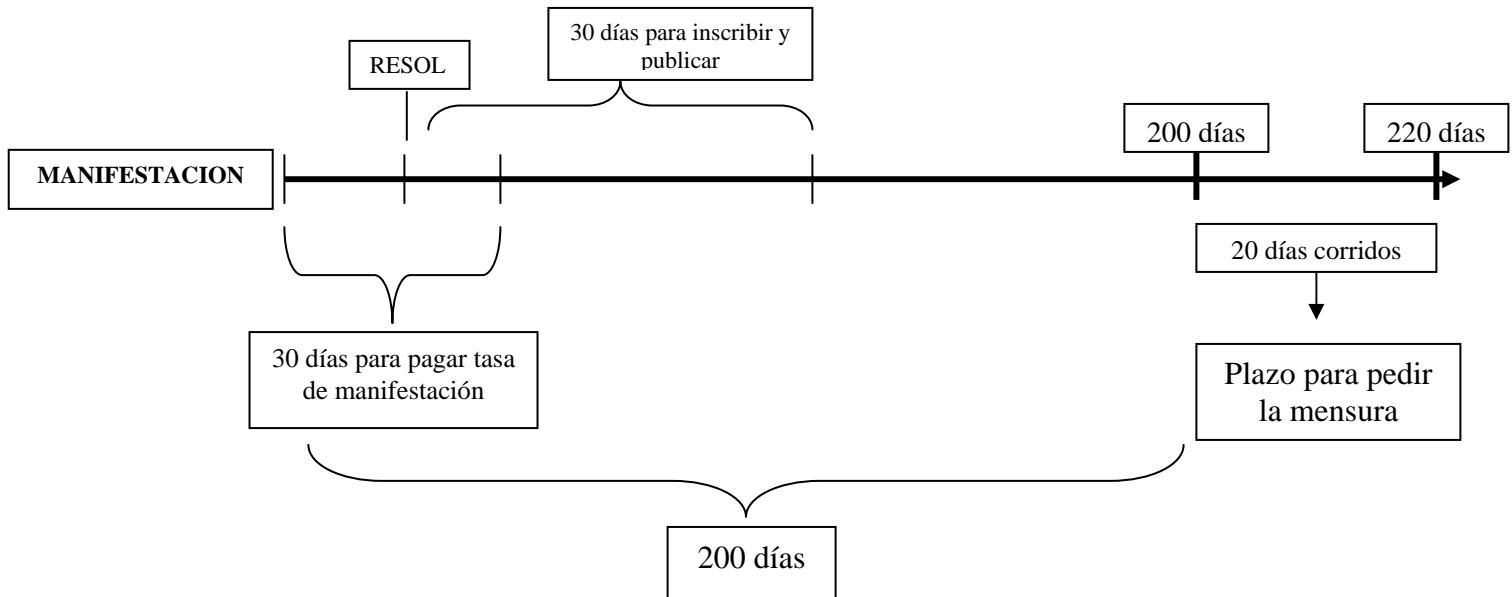 30 días para inscribir y
publicar
RESOL
200 días
220 días
MANIFESTACION
20 días corridos
30 días para pagar tasa
de manifestación
Plazo para pedir
la mensura
200 días